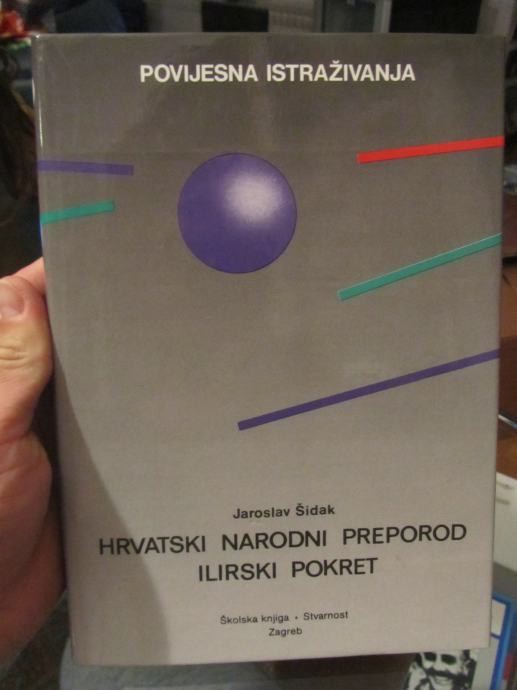 POVIJESNA ISTRAŽIVANJA
Jaroslav Šidak
HRVATSKI NARODNI PREPOROD
ILIRSKI POKRET
Školska knjiga • Stvarnost
Zagreb